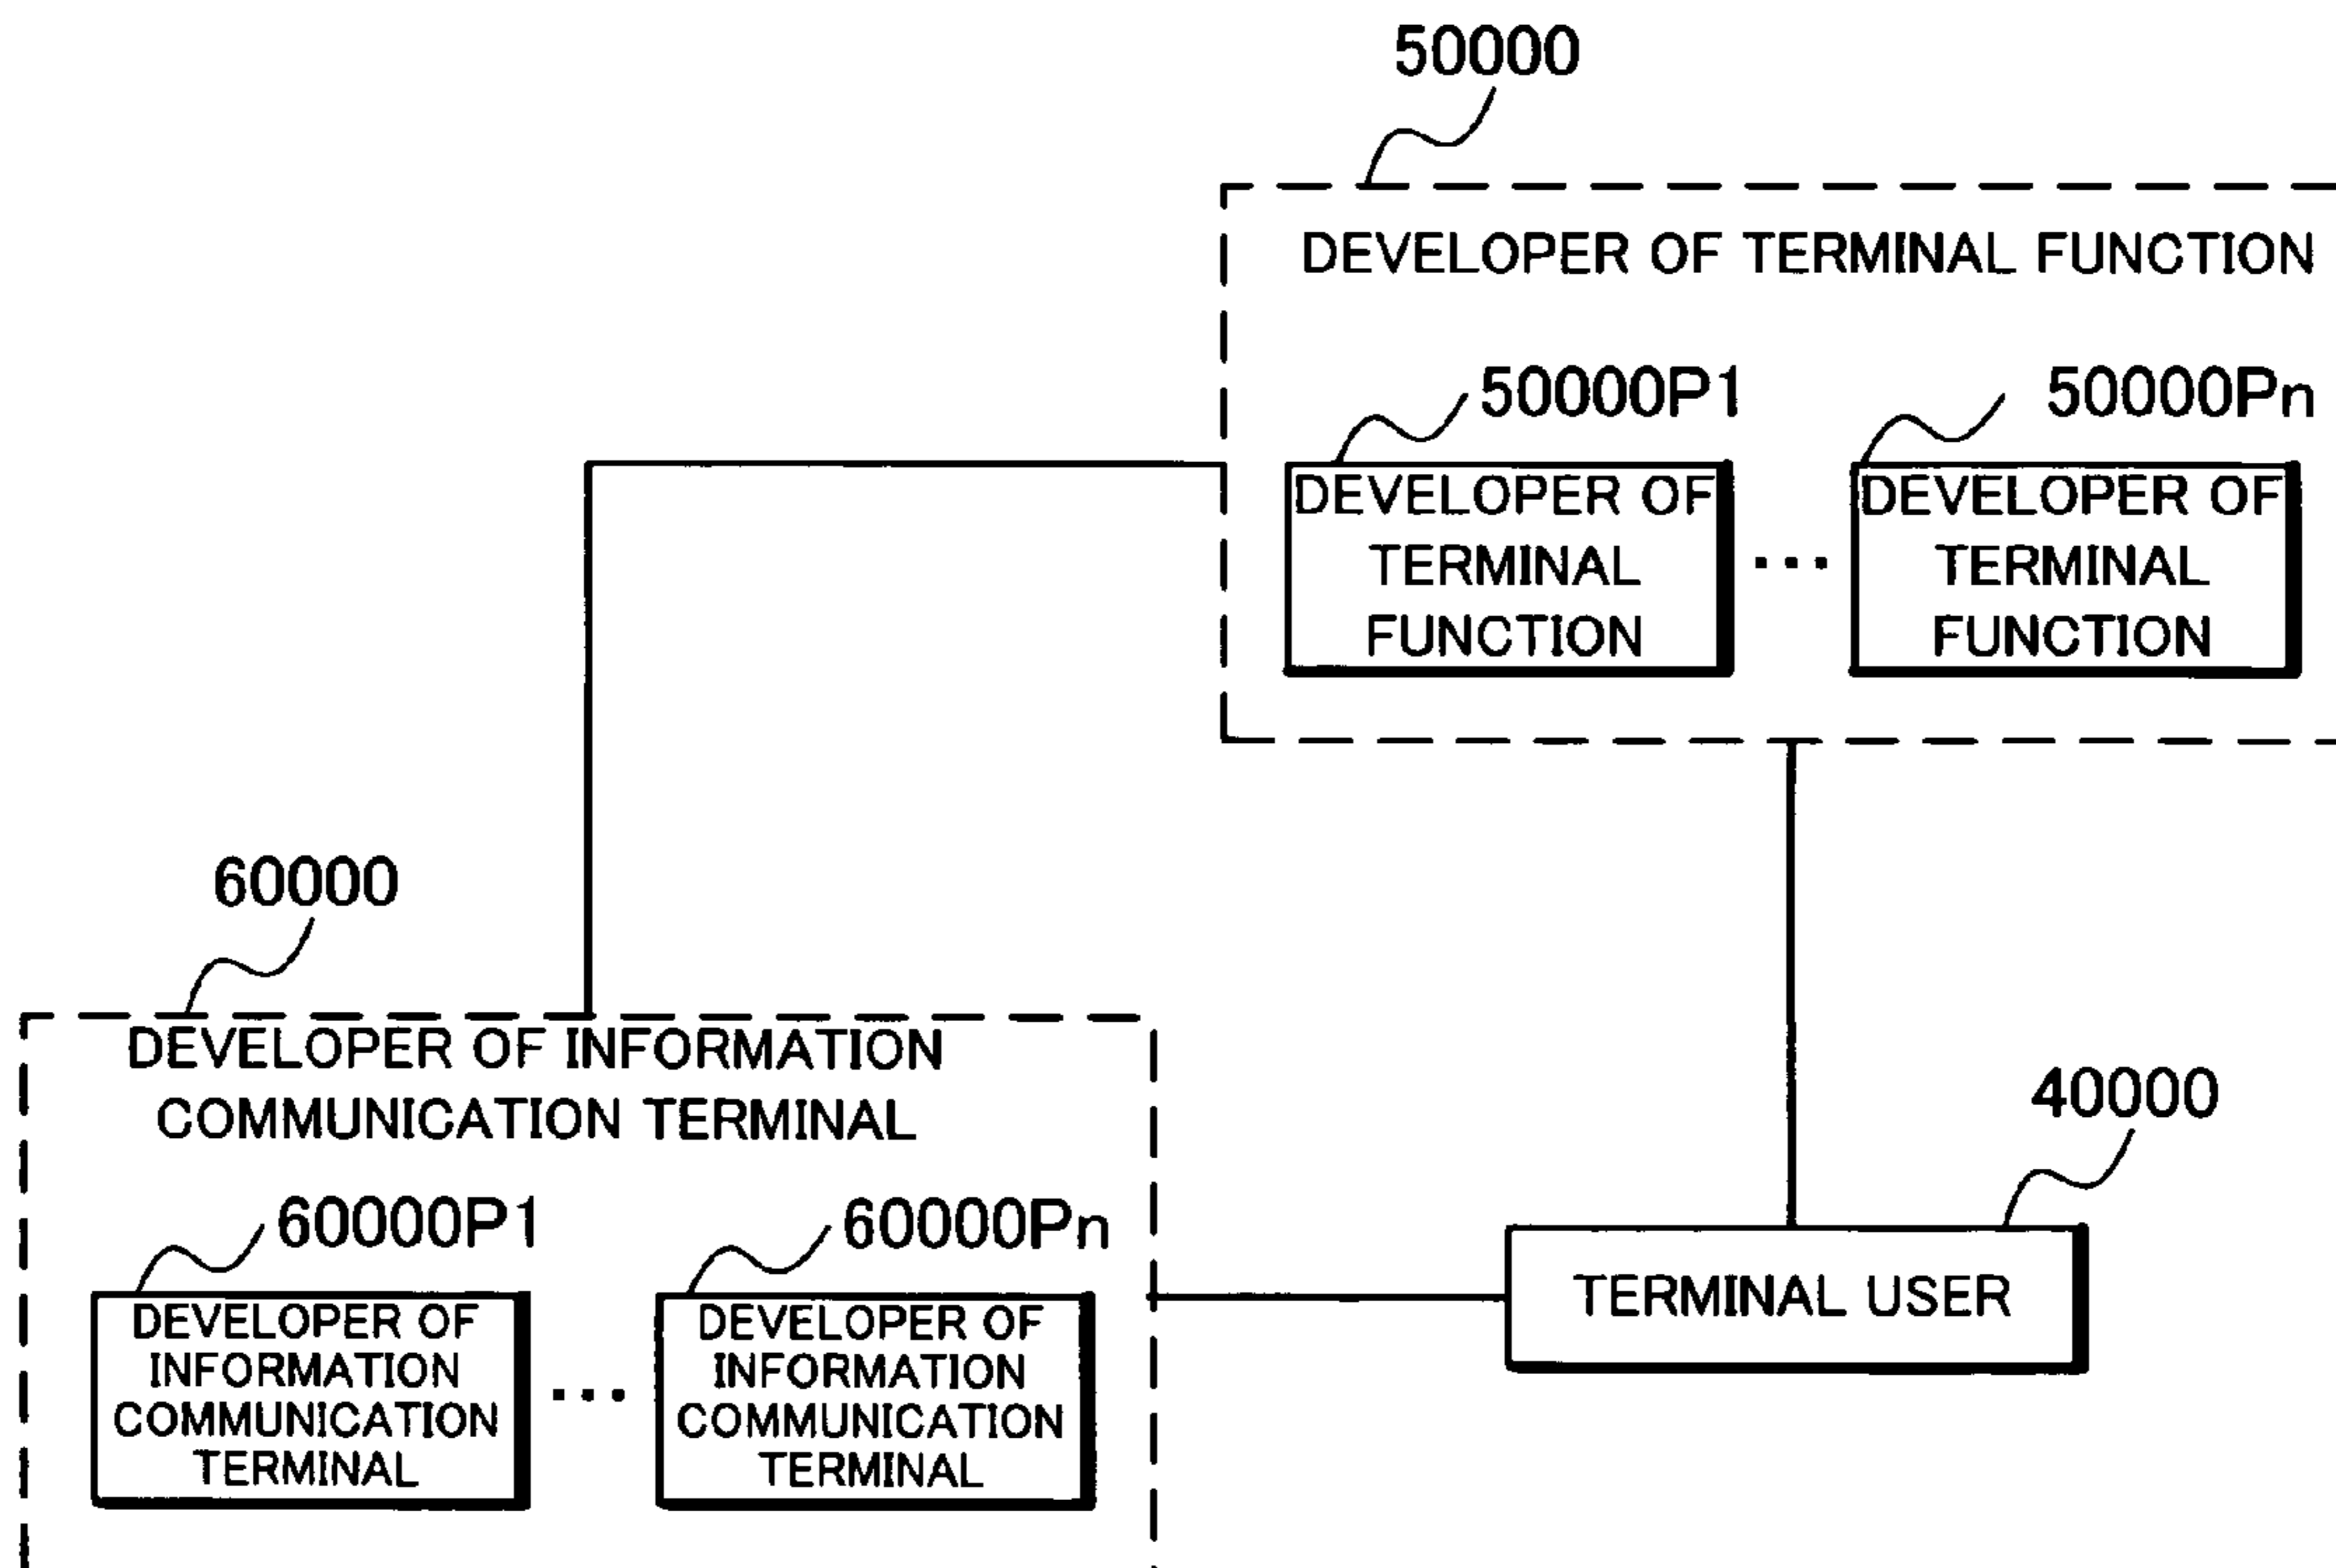 50000
DEVELOPER OF TERMINAL FUNCTION
50000P1
50000Pn
DEVELOPER OF
TERMINAL
FUNCTION
...
DEVELOPER OF
TERMINAL
FUNCTION
60000
DEVELOPER OF INFORMATION
COMMUNICATION TERMINAL
60000P1
60000Pn
DEVELOPER OF
INFORMATION
COMMUNICATION
TERMINAL
...
DEVELOPER OF
INFORMATION
COMMUNICATION
TERMINAL
40000
TERMINAL USER